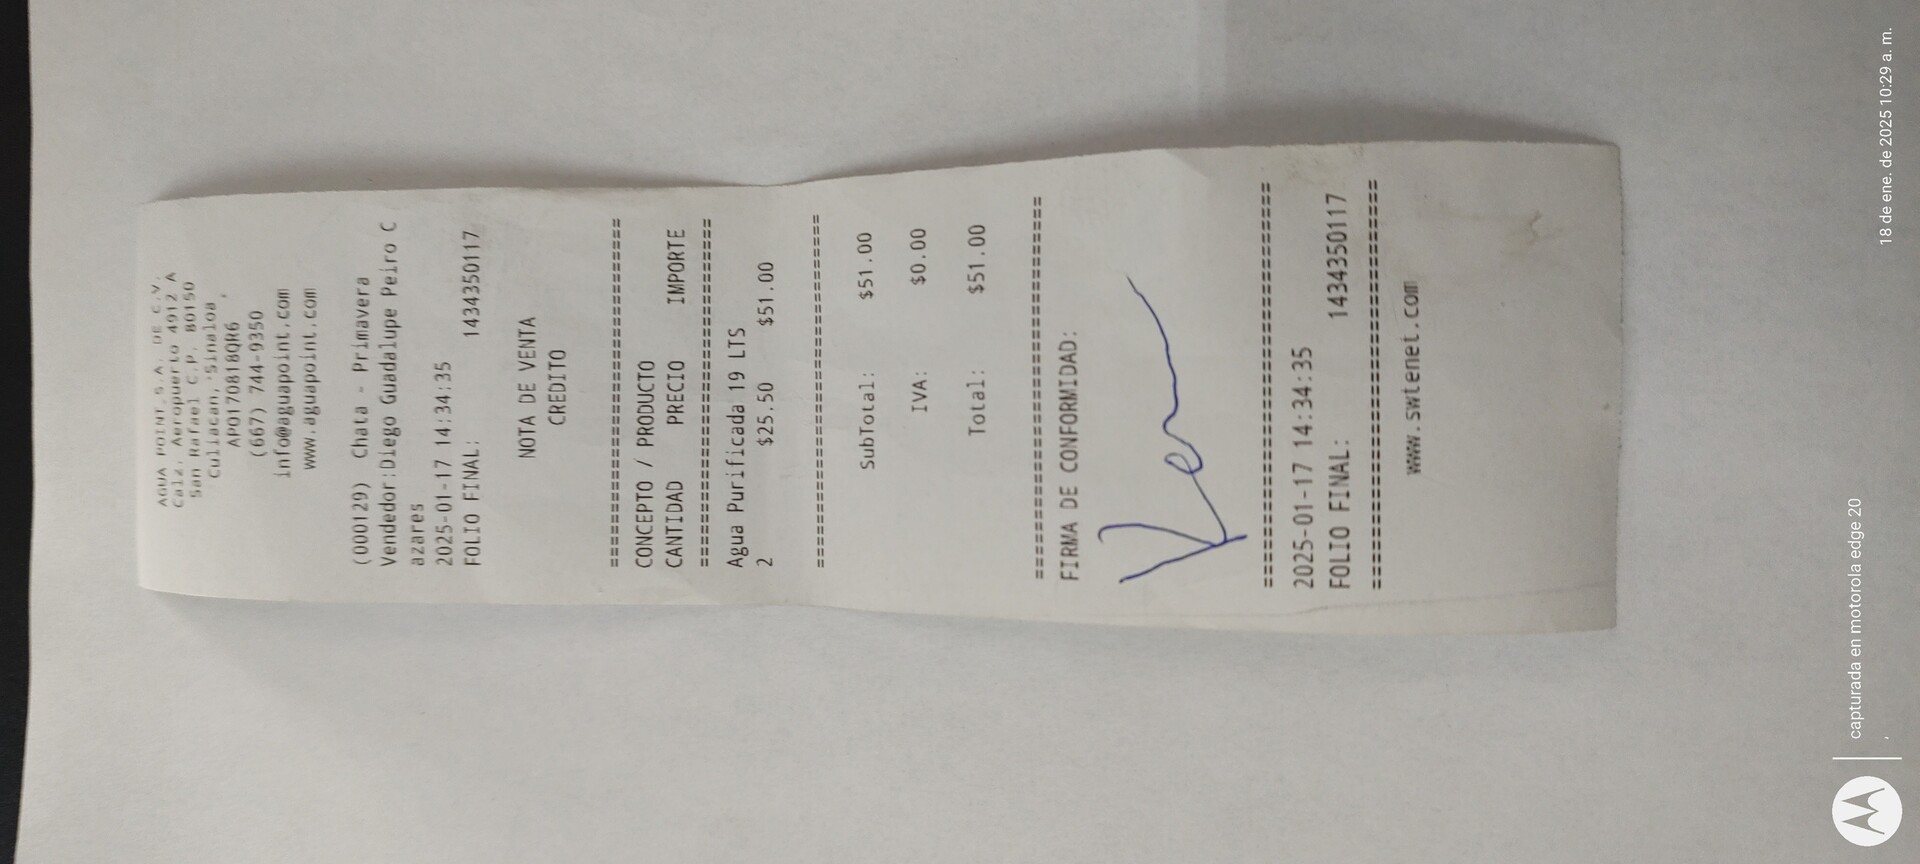 AGUA POINT S.A. DE C.V.
Calz. Aeropuerto 4912 A
San Rafael C.P. 80150
Culiacan, Sinaloa
,
APO170818QR6
(667) 744-9350
info@aguapoint.com
www.aguapoint.com
(000129) Chata - Primavera
Vendedor:Diego Guadalupe Peiro C
azares
2025-01-17 14:34:35
FOLIO FINAL: 1434350117
NOTA DE VENTA
CREDITO
================================
CONCEPTO / PRODUCTO
CANTIDAD PRECIO IMPORTE
================================
Agua Purificada 19 LTS
2 $25.50 $51.00
================================
SubTotal: $51.00
IVA: $0.00
Total: $51.00
================================
FIRMA DE CONFORMIDAD:
================================
2025-01-17 14:34:35
FOLIO FINAL: 1434350117
================================
www.swtenet.com
capturada en motorola edge 20
,
18 de ene. de 2025 10:29 a. m.